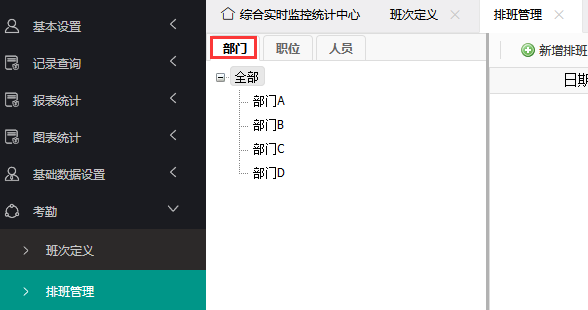 基本设置
记录查询
报表统计
图表统计
基础数据设置
考勤
班次定义
排班管理
综合实时监控统计中心 班次定义 排班管理
部门 职位 人员
全部
部门A
部门B
部门C
部门D
新增排班
日期